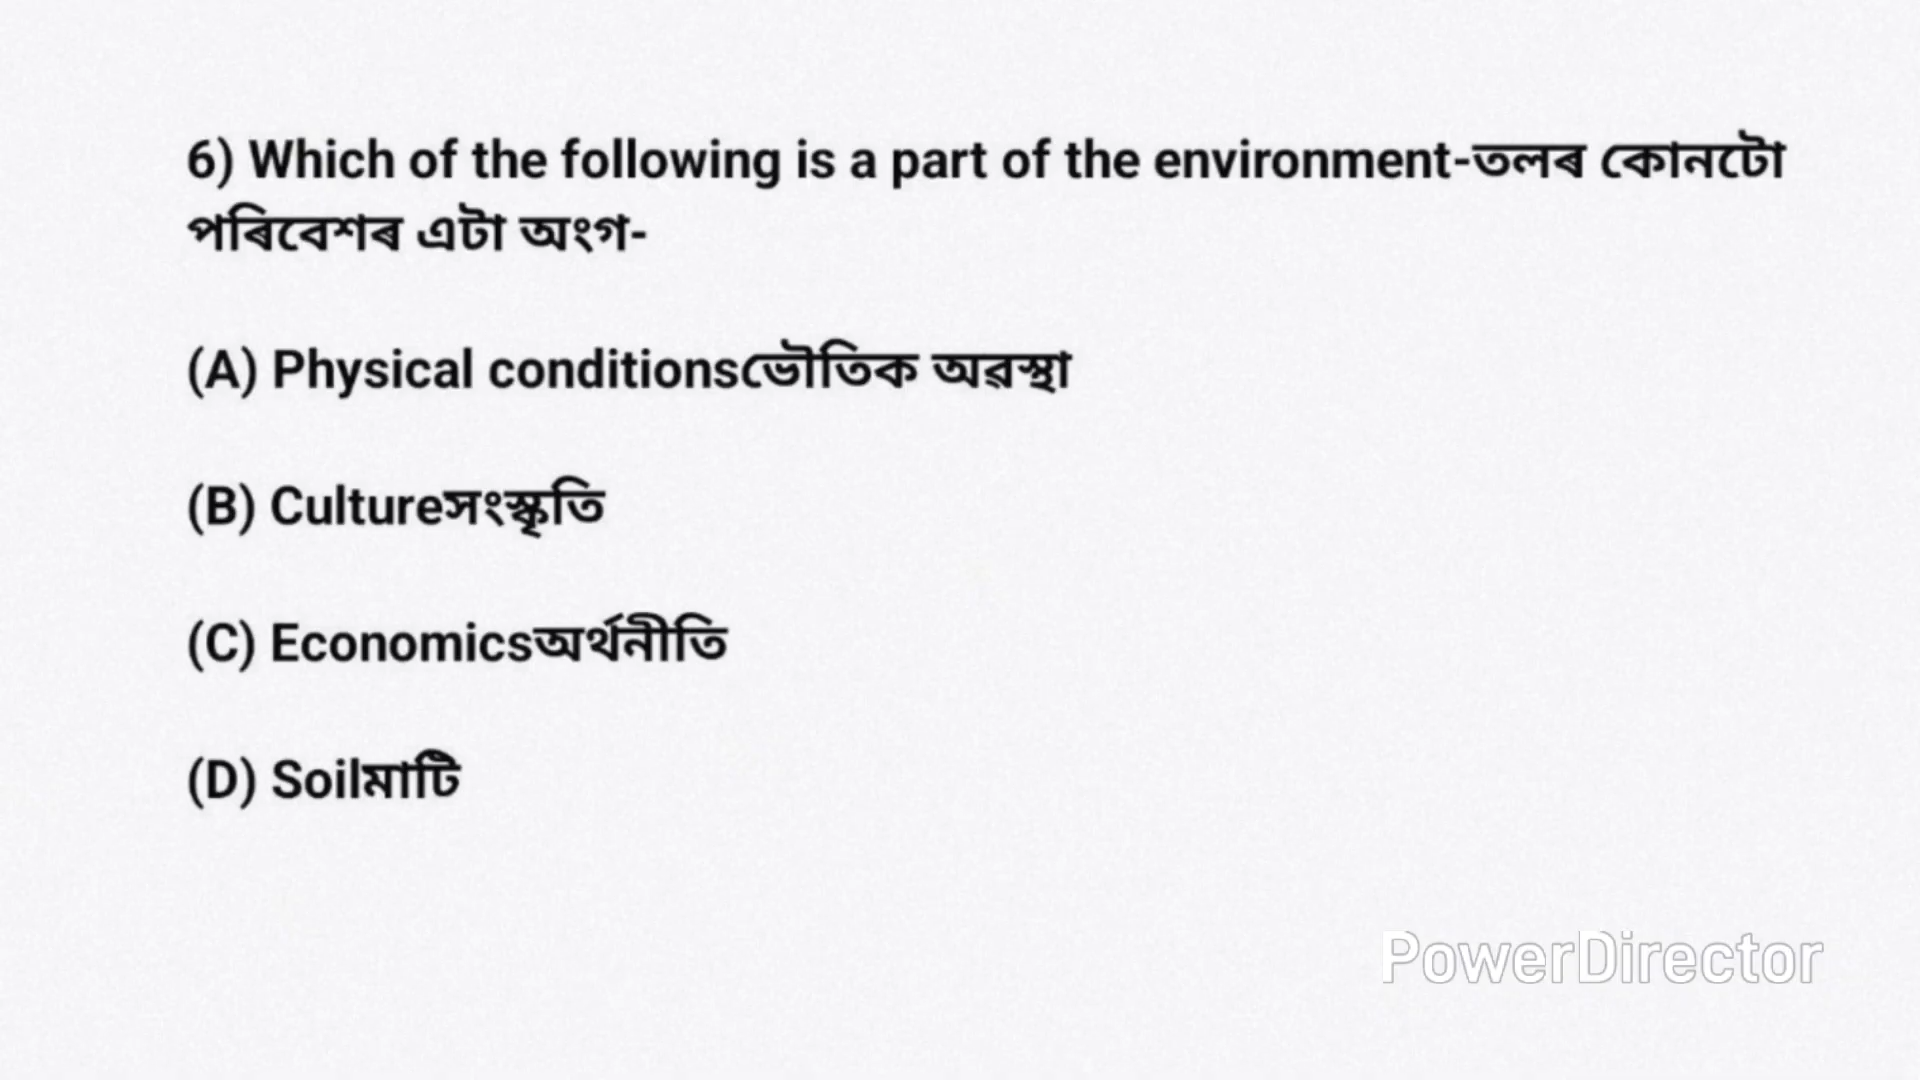 6) Which of the following is a part of the environment-তলৰ কোনটো
পৰিবেশৰ এটা অংগ-
(A) Physical conditionsভৌতিক অৱস্থা
(B) Cultureসংস্কৃতি
(C) Economicsঅৰ্থনীতি
(D) Soilমাটি
PowerDirector